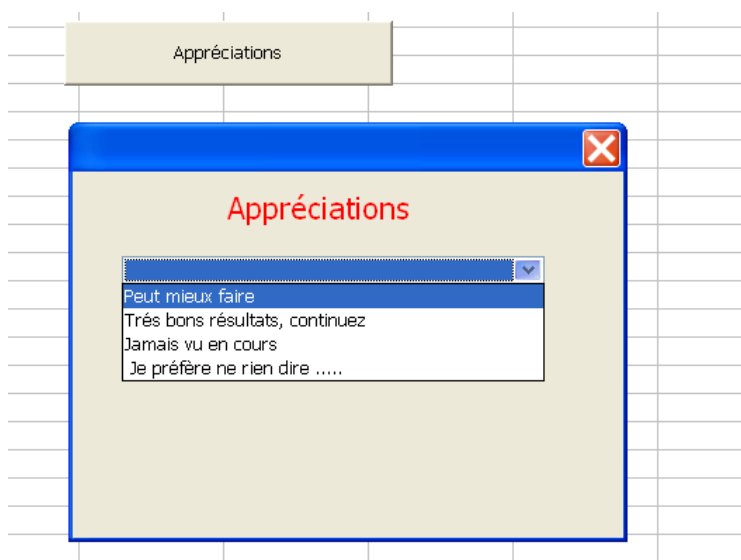 Appréciations
Appréciations
Peut mieux faire
Trés bons résultats, continuez
Jamais vu en cours
Je préfère ne rien dire .....